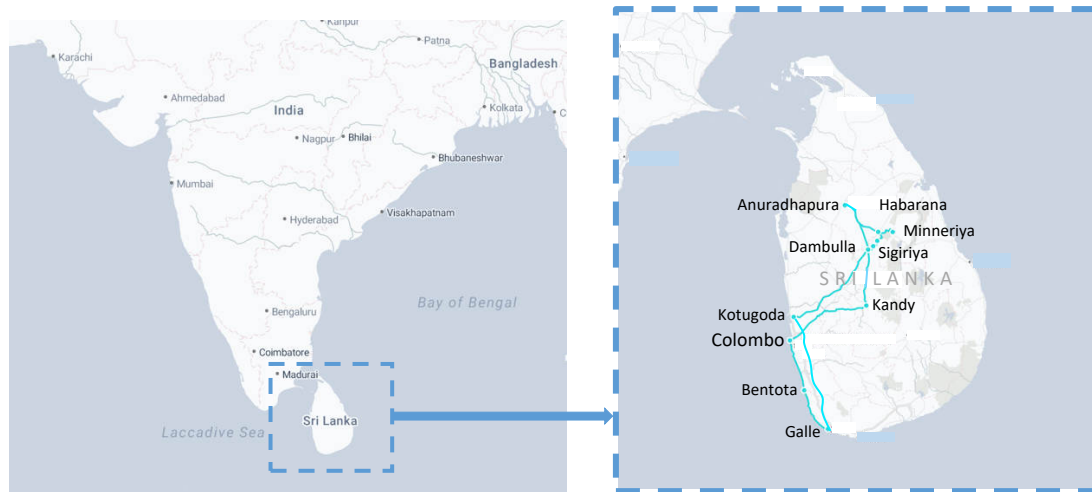 Kanpur
Patna
Karachi
Bangladesh
Ahmedabad
India
Kolkata
C
Nagpur
Bhilai
Bhubaneshwar
Mumbai
Visakhapatnam
Hyderabad
Bay of Bengal
Bengaluru
Coimbatore
Madurai
Sri Lanka
Laccadive Sea
Anuradhapura
Habarana
Minneriya
Dambulla
Sigiriya
SRI LANKA
Kandy
Kotugoda
Colombo
Bentota
Galle